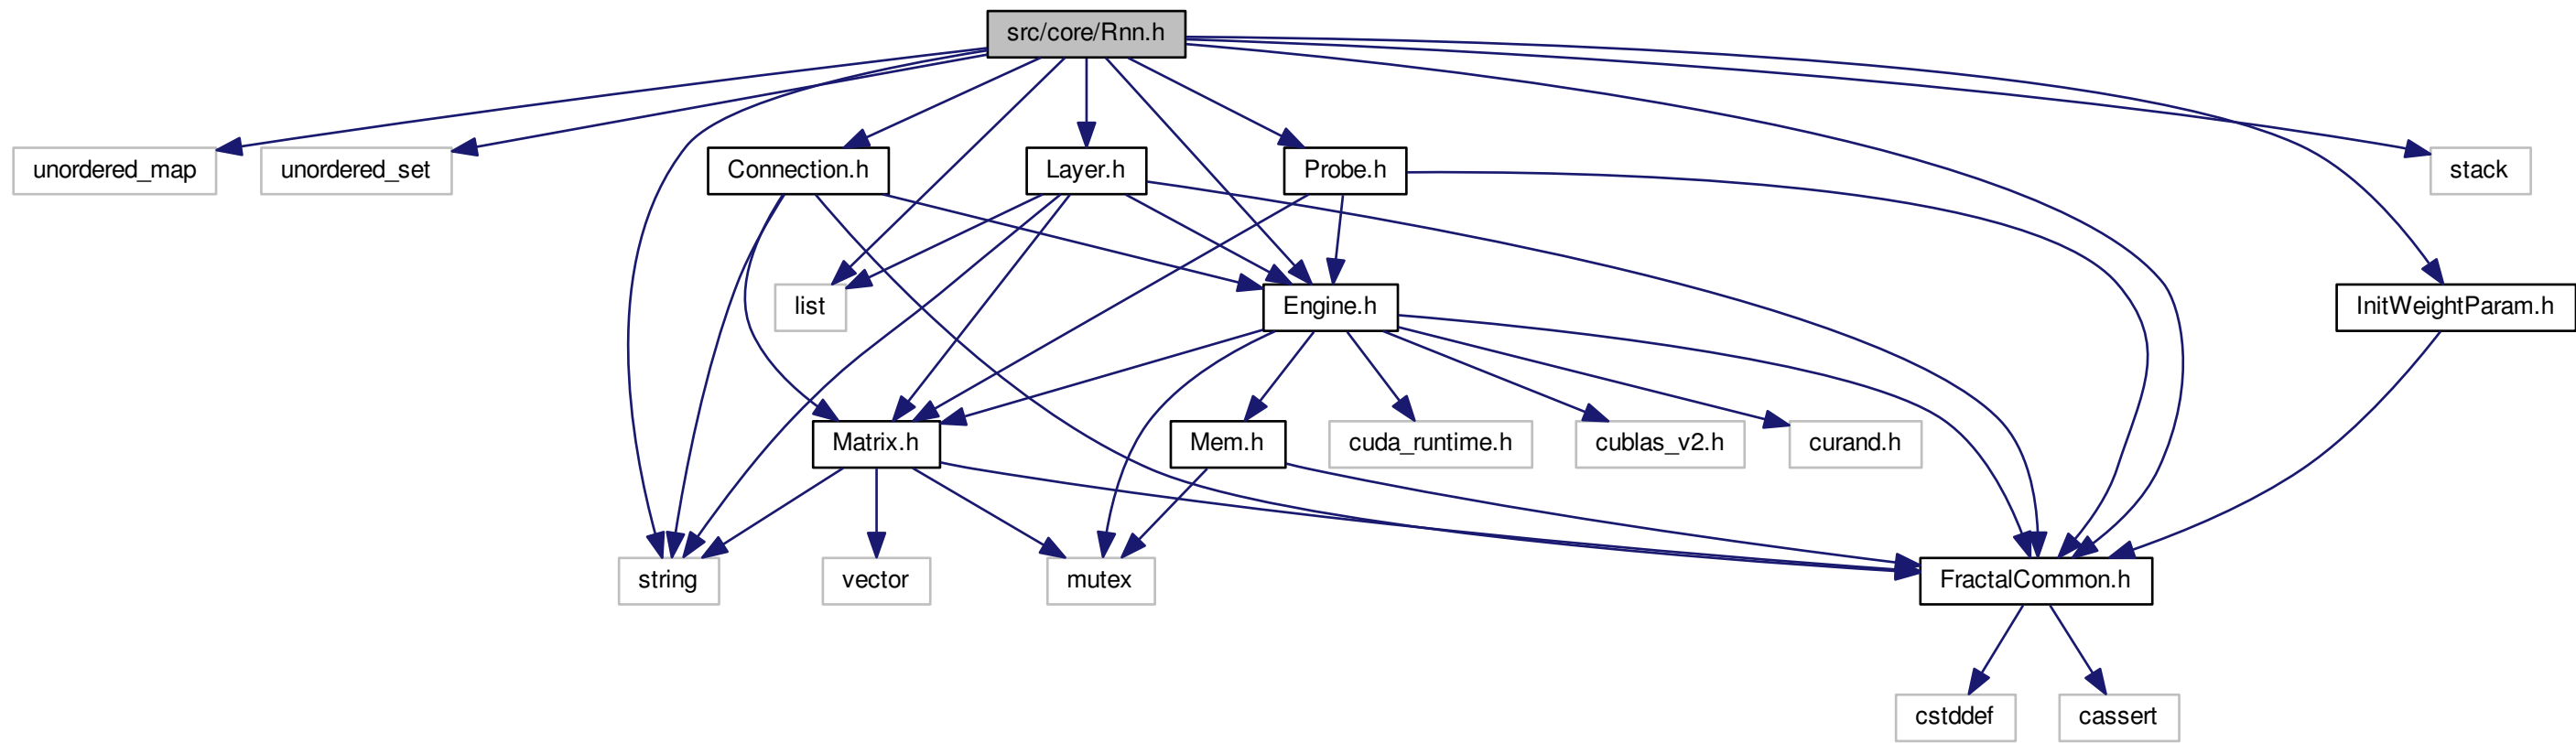 src/core/Rnn.h
unordered_map
unordered_set
Connection.h
Layer.h
Probe.h
stack
list
Engine.h
InitWeightParam.h
Matrix.h
Mem.h
cuda_runtime.h
cublas_v2.h
curand.h
string
vector
mutex
FractalCommon.h
cstddef
cassert